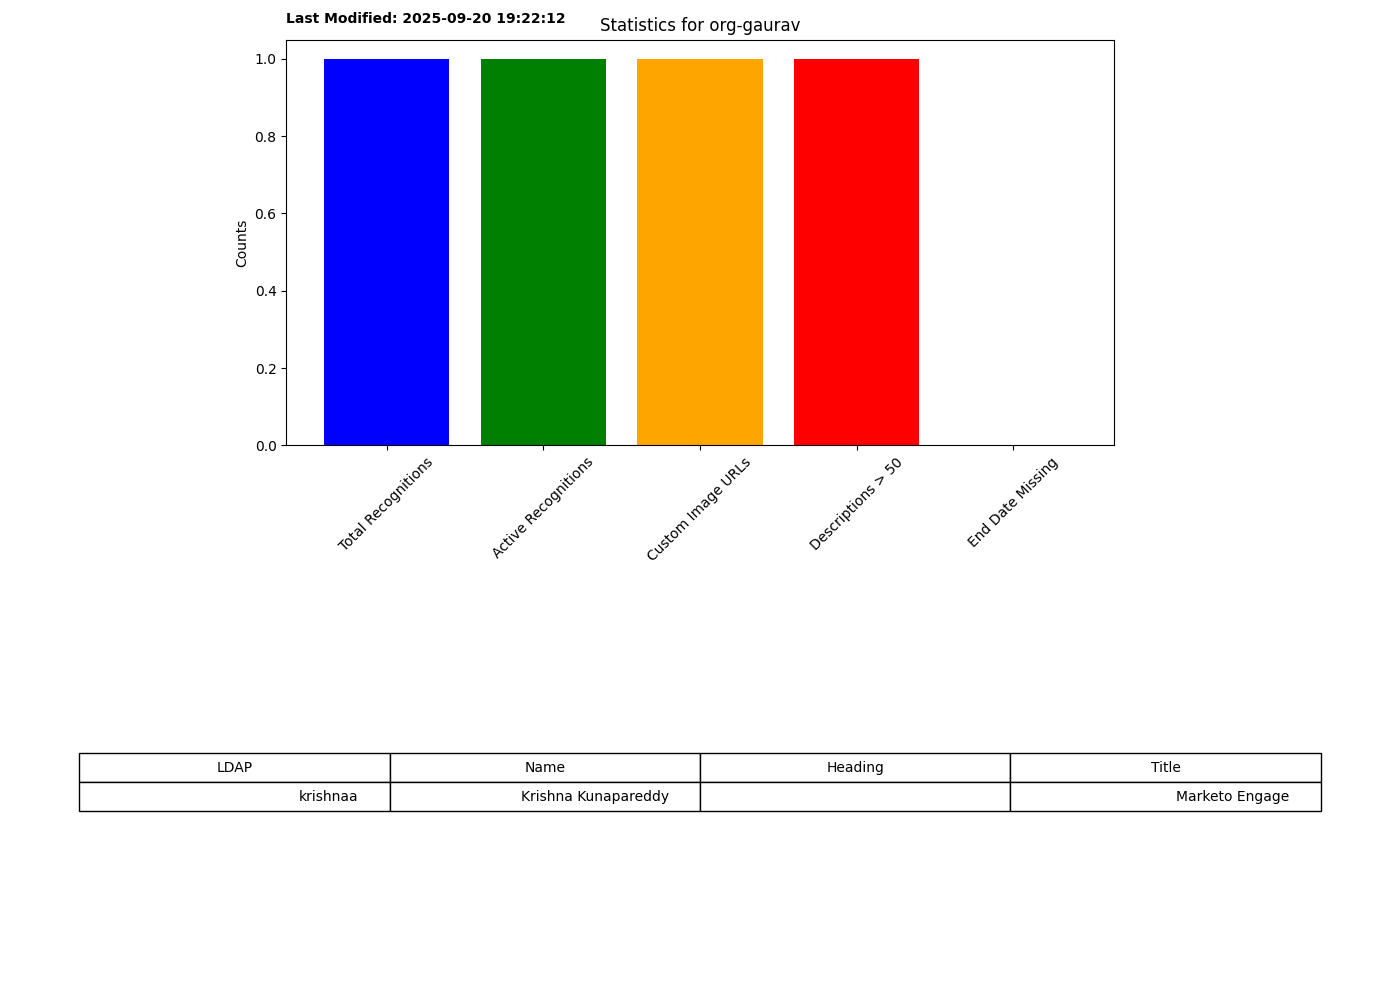 Last Modified: 2025-09-20 19:22:12
Statistics for org-gaurav
Counts
1.0
0.8
0.6
0.4
0.2
0.0
Total Recognitions
Active Recognitions
Custom Image URLs
Descriptions > 50
End Date Missing
LDAP Name Heading Title
krishnaa Krishna Kunapareddy Marketo Engage